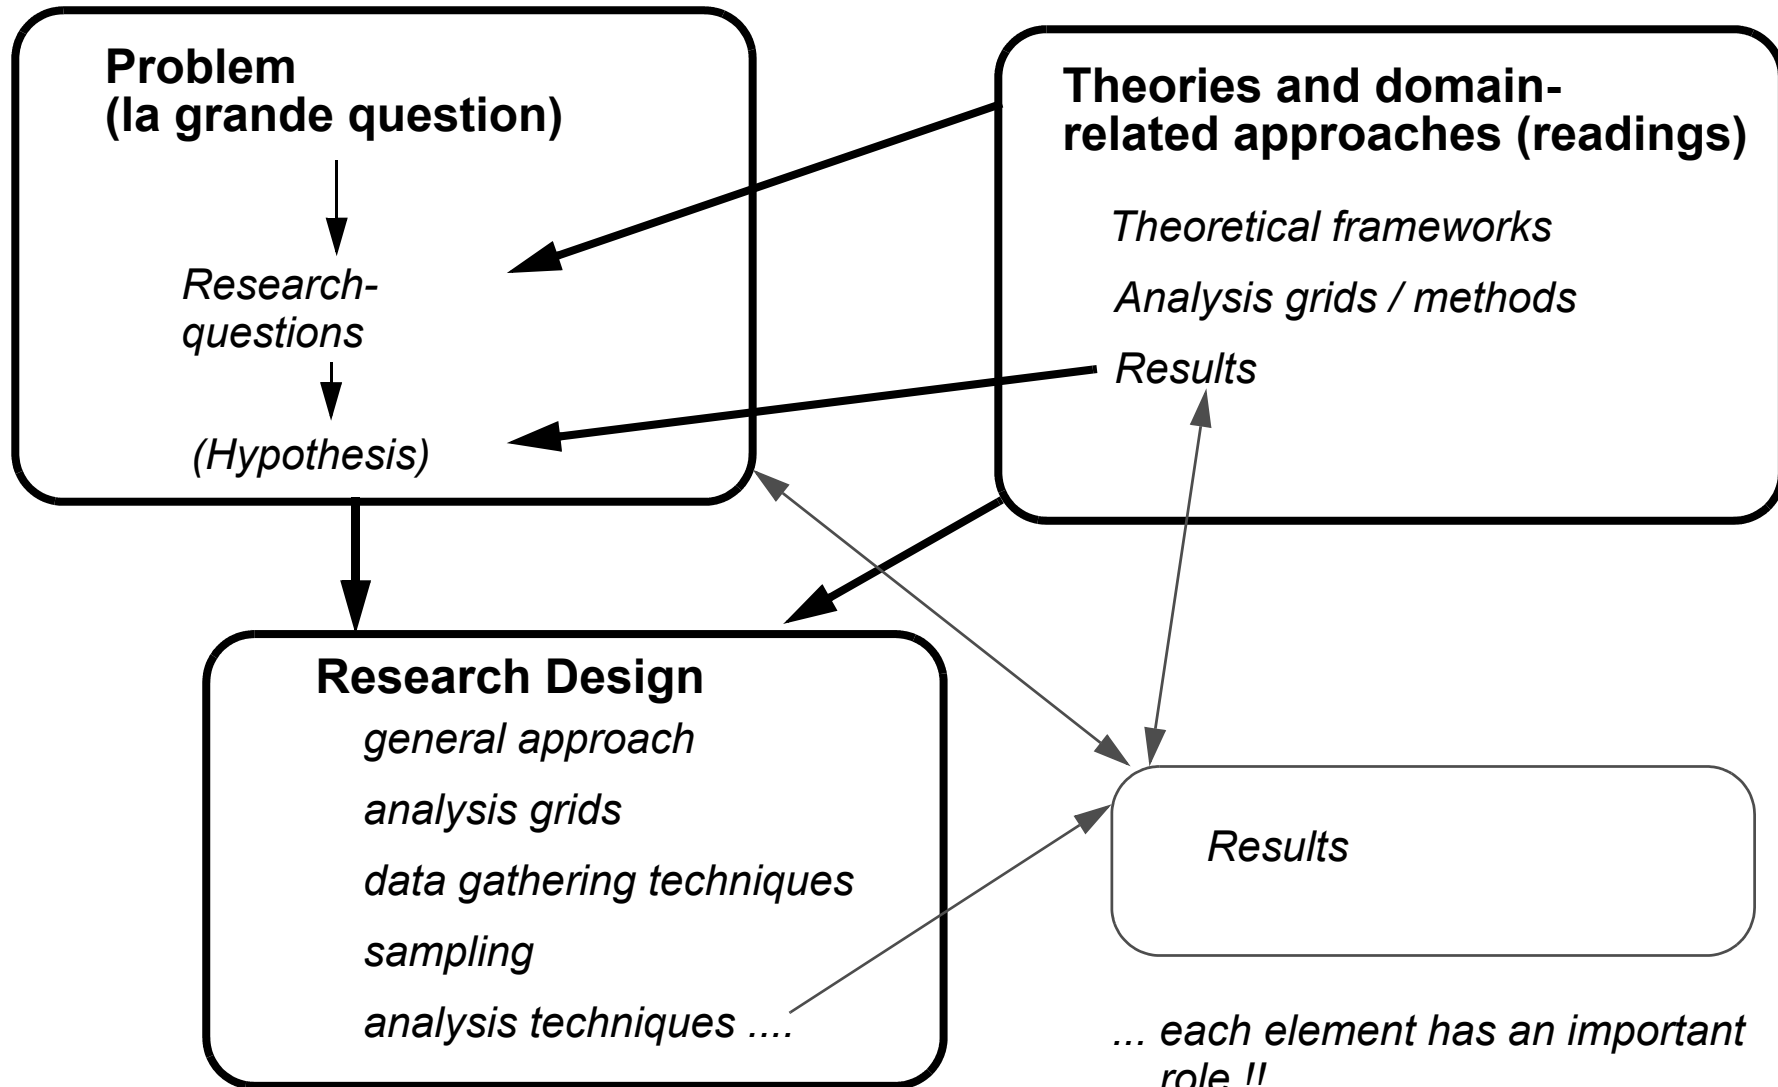 Problem
(la grande question)
Research-
questions
(Hypothesis)
Theories and domain-
related approaches (readings)
Theoretical frameworks
Analysis grids / methods
Results
Research Design
general approach
analysis grids
data gathering techniques
sampling
analysis techniques ....
Results
... each element has an important
role !!